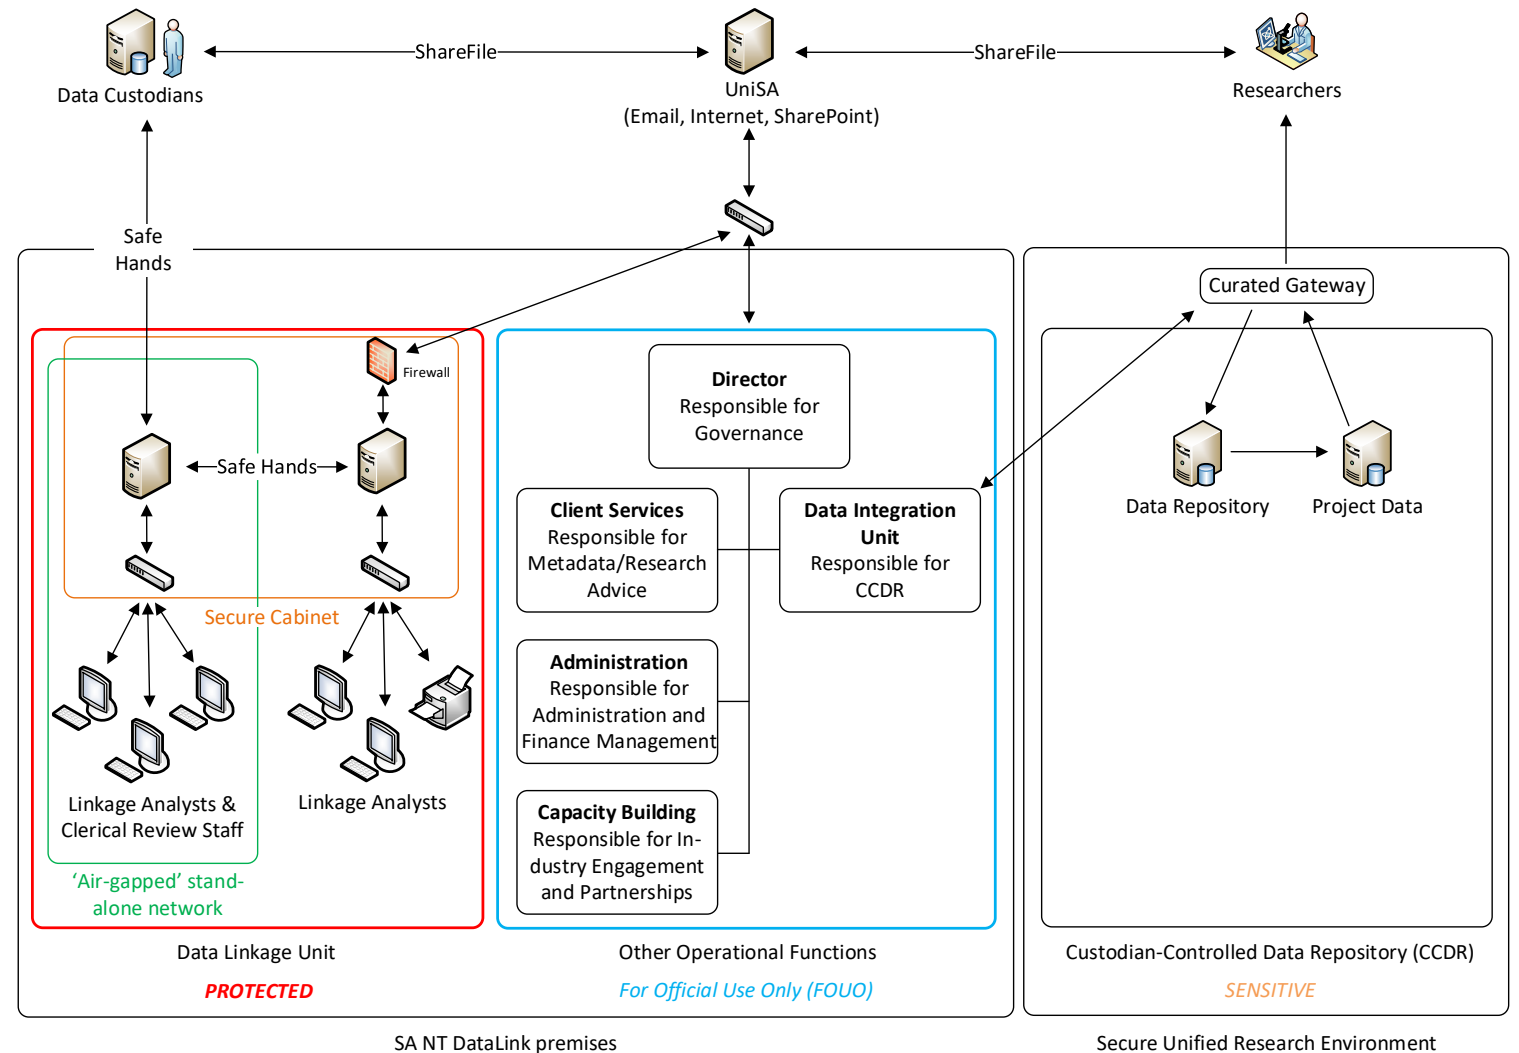 ShareFile
ShareFile
Data Custodians
UniSA
(Email, Internet, SharePoint)
Researchers
Safe
Hands
Curated Gateway
Firewall
Safe Hands
Director
Responsible for
Governance
Client Services
Responsible for
Metadata/Research
Advice
Data Integration
Unit
Responsible for
CCDR
Data Repository
Project Data
Secure Cabinet
Administration
Responsible for
Administration and
Finance Management
Linkage Analysts &
Clerical Review Staff
Linkage Analysts
Capacity Building
Responsible for In-
dustry Engagement
and Partnerships
‘Air-gapped’ stand-
alone network
Data Linkage Unit
PROTECTED
Other Operational Functions
For Official Use Only (FOUO)
Custodian-Controlled Data Repository (CCDR)
SENSITIVE
SA NT DataLink premises
Secure Unified Research Environment